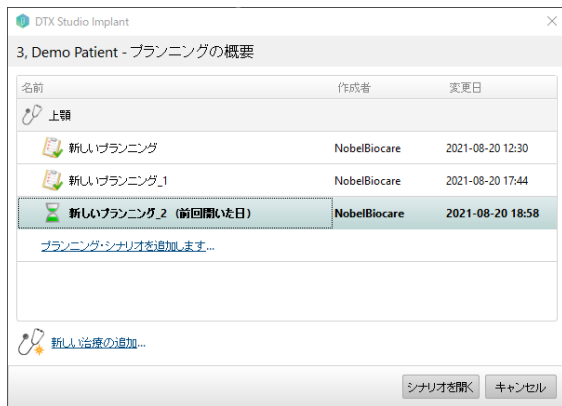 DTX Studio Implant
3, Demo Patient - プランニングの概要
名前 作成者 変更日
上顎
新しいプランニング NobelBiocare 2021-08-20 12:30
新しいプランニング_1 NobelBiocare 2021-08-20 17:44
新しいプランニング_2 (前回開いた日) NobelBiocare 2021-08-20 18:58
プランニング・シナリオを追加します...
新しい治療の追加...
シナリオを開く キャンセル